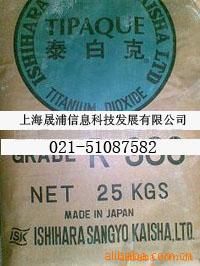 ISHIHARA SANGYO KAISHA LTD
TIPAQUE
泰白克
TITANIUM DIOXIDE
上海晟浦信息科技发展有限公司
021-51087582
GRADE R-
NET 25 KGS
MADE IN JAPAN
ISK ISHIHARA SANGYO KAISHA, LTD.